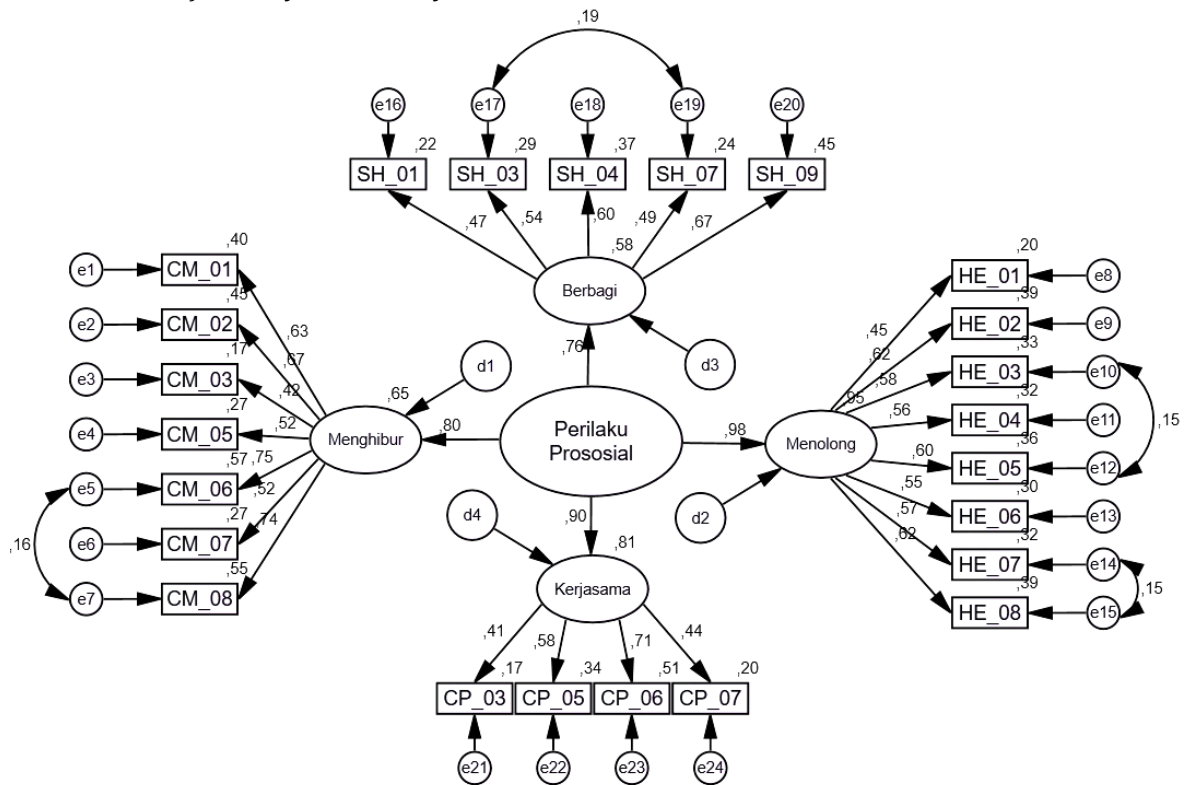 ,19
e16
e17
e18
e19
e20
,22
,29
,37
,24
,45
SH_01
SH_03
SH_04
SH_07
SH_09
,47
,54
,60
,49
,67
,58
Berbagi
,76
d3
,40
e1
CM_01
,45
e2
CM_02
,17
e3
CM_03
,27
e4
CM_05
,57
e5
CM_06
,27
e6
CM_07
,55
e7
CM_08
,16
,63
,67
,42
,52
,75
,52
,74
d1
,65
Menghibur
,80
Perilaku
Prososial
,98
d2
,95
Menolong
,45
,62
,58
,56
,60
,55
,57
,62
,20
HE_01
e8
,39
HE_02
e9
,33
HE_03
e10
,32
HE_04
e11
,36
HE_05
e12
,30
HE_06
e13
,32
HE_07
e14
,39
HE_08
e15
,15
,15
d4
,90
,81
Kerjasama
,41
,58
,71
,44
,17
,34
,51
,20
CP_03
CP_05
CP_06
CP_07
e21
e22
e23
e24